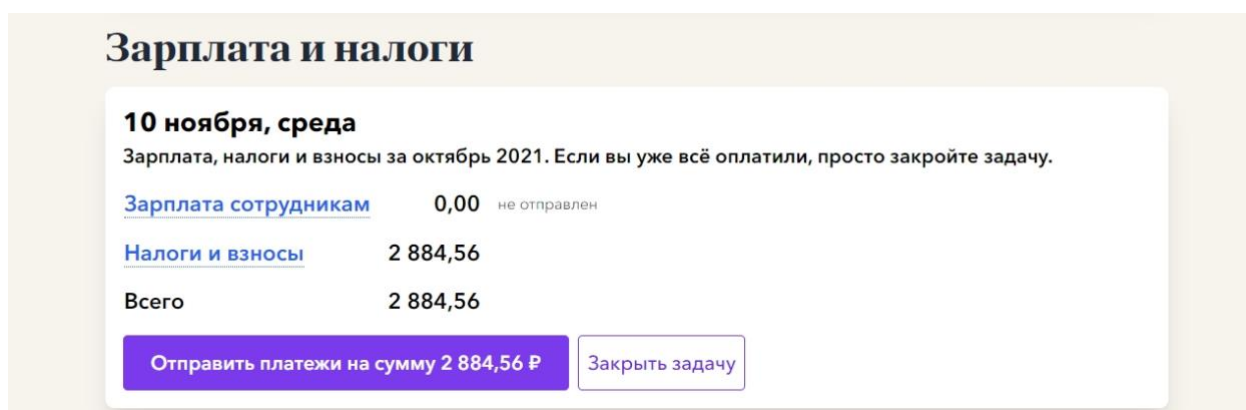 Зарплата и налоги
10 ноября, среда
Зарплата, налоги и взносы за октябрь 2021. Если вы уже всё оплатили, просто закройте задачу.
Зарплата сотрудникам 0,00 не отправлен
Налоги и взносы 2 884,56
Всего 2 884,56
Отправить платежи на сумму 2 884,56 ₽ Закрыть задачу